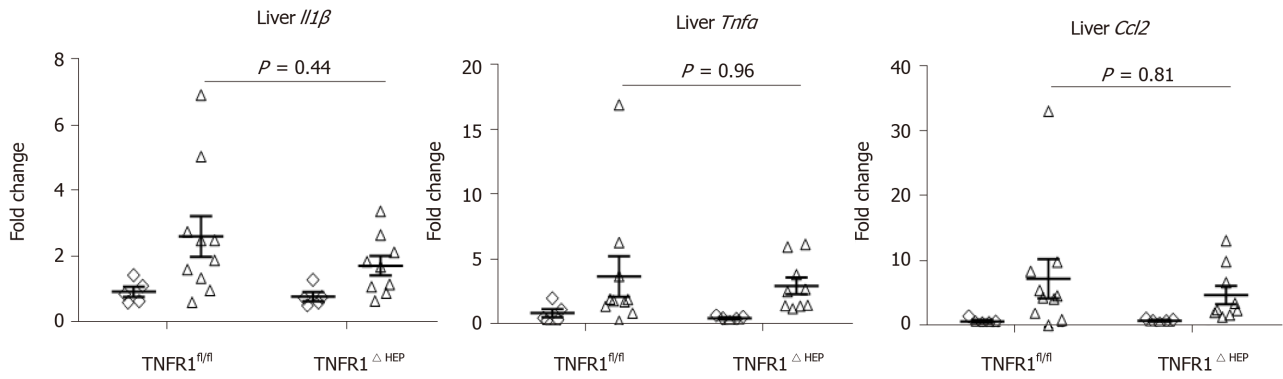 Liver Il1β
P = 0.44
8
6
4
2
0
Fold change
TNFR1fl/fl
TNFR1△ HEP
Liver Tnfα
P = 0.96
20
15
10
5
0
Fold change
TNFR1fl/fl
TNFR1△ HEP
Liver Ccl2
P = 0.81
40
30
20
10
0
Fold change
TNFR1fl/fl
TNFR1△ HEP